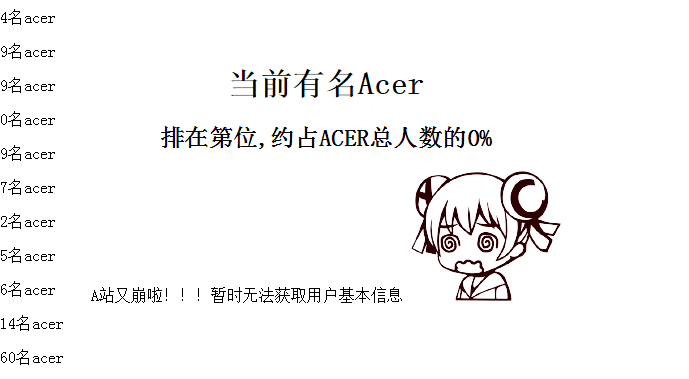 4名acer
9名acer
9名acer
0名acer
9名acer
7名acer
2名acer
5名acer
6名acer
14名acer
60名acer
当前有名Acer
排在第位,约占ACER总人数的0%
AC
A站又崩啦！！！暂时无法获取用户基本信息